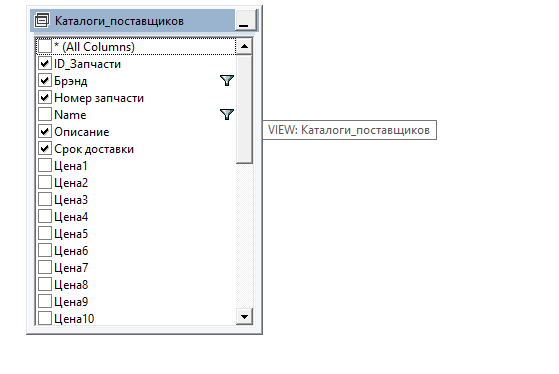 Каталоги_поставщиков
* (All Columns)
ID_Запчасти
Брэнд
Номер запчасти
Name
Описание
Срок доставки
Цена1
Цена2
Цена3
Цена4
Цена5
Цена6
Цена7
Цена8
Цена9
Цена10
VIEW: Каталоги_поставщиков